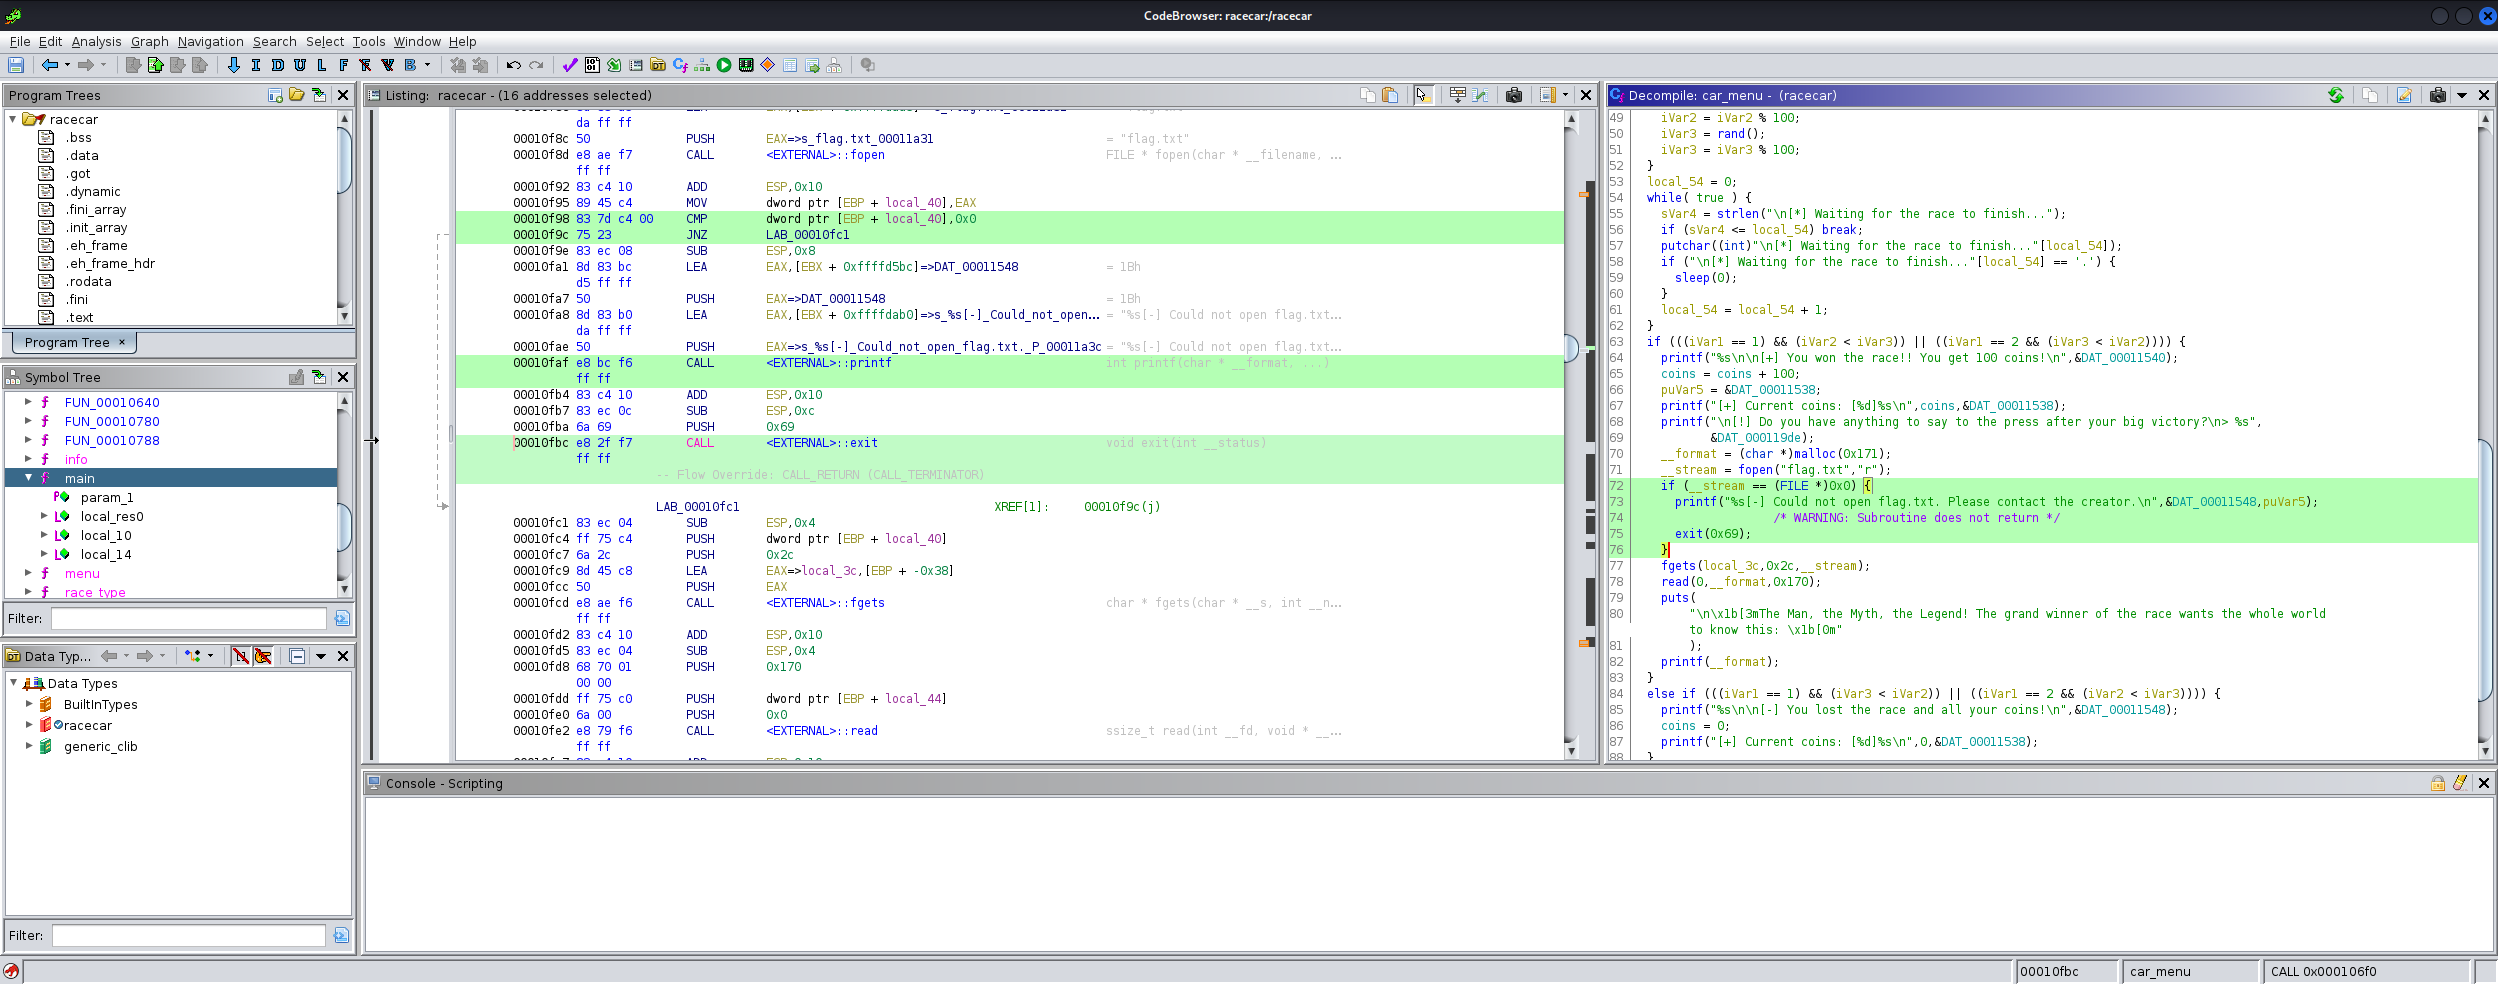 CodeBrowser: racecar:/racecar
File Edit Analysis Graph Navigation Search Select Tools Window Help
I D U L F B
Program Trees
racecar
.bss
.data
.got
.dynamic
.fini_array
.init_array
.eh_frame
.eh_frame_hdr
.rodata
.fini
.text
Program Tree ×
Symbol Tree
f FUN_00010640
f FUN_00010780
f FUN_00010788
f info
f main
param_1
local_res0
local_10
local_14
f menu
f race_type
Filter:
Data Typ...
Data Types
BuiltInTypes
racecar
generic_clib
Filter:
Listing: racecar - (16 addresses selected)
da ff ff
00010f8c 50 PUSH EAX=>s_flag.txt_00011a31 = "flag.txt"
00010f8d e8 ae f7 CALL <EXTERNAL>::fopen FILE * fopen(char * __filename, ...
ff ff
00010f92 83 c4 10 ADD ESP,0x10
00010f95 89 45 c4 MOV dword ptr [EBP + local_40],EAX
00010f98 83 7d c4 00 CMP dword ptr [EBP + local_40],0x0
00010f9c 75 23 JNZ LAB_00010fc1
00010f9e 83 ec 08 SUB ESP,0x8
00010fa1 8d 83 bc LEA EAX,[EBX + 0xffffd5bc]=>DAT_00011548 = 1Bh
d5 ff ff
00010fa7 50 PUSH EAX=>DAT_00011548 = 1Bh
00010fa8 8d 83 b0 LEA EAX,[EBX + 0xffffdab0]=>s_%s[-]_Could_not_open... = "%s[-] Could not open flag.txt...
da ff ff
00010fae 50 PUSH EAX=>s_%s[-]_Could_not_open_flag.txt._P_00011a3c = "%s[-] Could not open flag.txt...
00010faf e8 bc f6 CALL <EXTERNAL>::printf int printf(char * __format, ...)
ff ff
00010fb4 83 c4 10 ADD ESP,0x10
00010fb7 83 ec 0c SUB ESP,0xc
00010fba 6a 69 PUSH 0x69
00010fbc e8 2f f7 CALL <EXTERNAL>::exit void exit(int __status)
ff ff
-- Flow Override: CALL_RETURN (CALL_TERMINATOR)
LAB_00010fc1 XREF[1]: 00010f9c(j)
00010fc1 83 ec 04 SUB ESP,0x4
00010fc4 ff 75 c4 PUSH dword ptr [EBP + local_40]
00010fc7 6a 2c PUSH 0x2c
00010fc9 8d 45 c8 LEA EAX=>local_3c,[EBP + -0x38]
00010fcc 50 PUSH EAX
00010fcd e8 ae f6 CALL <EXTERNAL>::fgets char * fgets(char * __s, int __n...
ff ff
00010fd2 83 c4 10 ADD ESP,0x10
00010fd5 83 ec 04 SUB ESP,0x4
00010fd8 68 70 01 PUSH 0x170
00 00
00010fdd ff 75 c0 PUSH dword ptr [EBP + local_44]
00010fe0 6a 00 PUSH 0x0
00010fe2 e8 79 f6 CALL <EXTERNAL>::read ssize_t read(int __fd, void * __...
ff ff
Decompile: car_menu - (racecar)
49 iVar2 = iVar2 % 100;
50 iVar3 = rand();
51 iVar3 = iVar3 % 100;
52 }
53 local_54 = 0;
54 while( true ) {
55 sVar4 = strlen("\n[*] Waiting for the race to finish...");
56 if (sVar4 <= local_54) break;
57 putchar((int)"\n[*] Waiting for the race to finish..."[local_54]);
58 if ("\n[*] Waiting for the race to finish..."[local_54] == '.') {
59 sleep(0);
60 }
61 local_54 = local_54 + 1;
62 }
63 if (((iVar1 == 1) && (iVar2 < iVar3)) || ((iVar1 == 2 && (iVar3 < iVar2)))) {
64 printf("%s\n\n[+] You won the race!! You get 100 coins!\n",&DAT_00011540);
65 coins = coins + 100;
66 puVar5 = &DAT_00011538;
67 printf("[+] Current coins: [%d]%s\n",coins,&DAT_00011538);
68 printf("\n[!] Do you have anything to say to the press after your big victory?\n> %s",
69 &DAT_000119de);
70 __format = (char *)malloc(0x171);
71 __stream = fopen("flag.txt","r");
72 if (__stream == (FILE *)0x0) {
73 printf("%s[-] Could not open flag.txt. Please contact the creator.\n",&DAT_00011548,puVar5);
74 /* WARNING: Subroutine does not return */
75 exit(0x69);
76 }
77 fgets(local_3c,0x2c,__stream);
78 read(0,__format,0x170);
79 puts(
80 "\n\x1b[3mThe Man, the Myth, the Legend! The grand winner of the race wants the whole world
to know this: \x1b[0m"
81 );
82 printf(__format);
83 }
84 else if (((iVar1 == 1) && (iVar3 < iVar2)) || ((iVar1 == 2 && (iVar2 < iVar3)))) {
85 printf("%s\n\n[-] You lost the race and all your coins!\n",&DAT_00011548);
86 coins = 0;
87 printf("[+] Current coins: [%d]%s\n",0,&DAT_00011538);
88 }
Console - Scripting
00010fbc car_menu CALL 0x000106f0